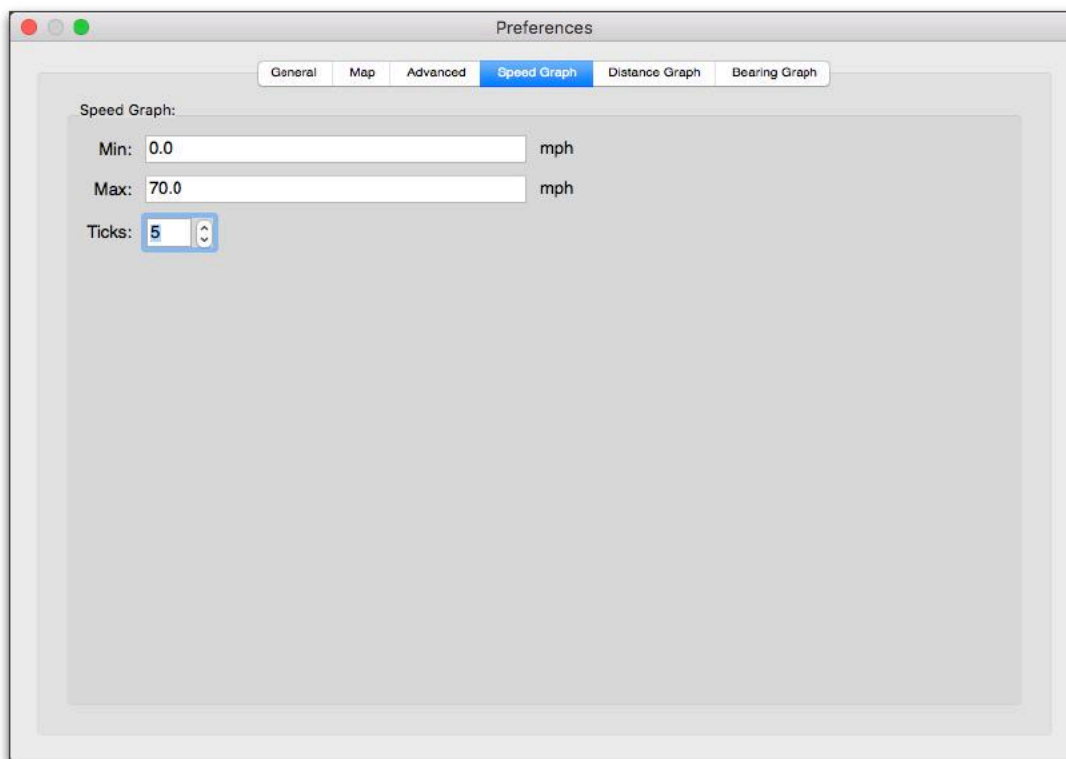 Preferences
General Map Advanced Speed Graph Distance Graph Bearing Graph
Speed Graph:
Min: 0.0 mph
Max: 70.0 mph
Ticks: 5